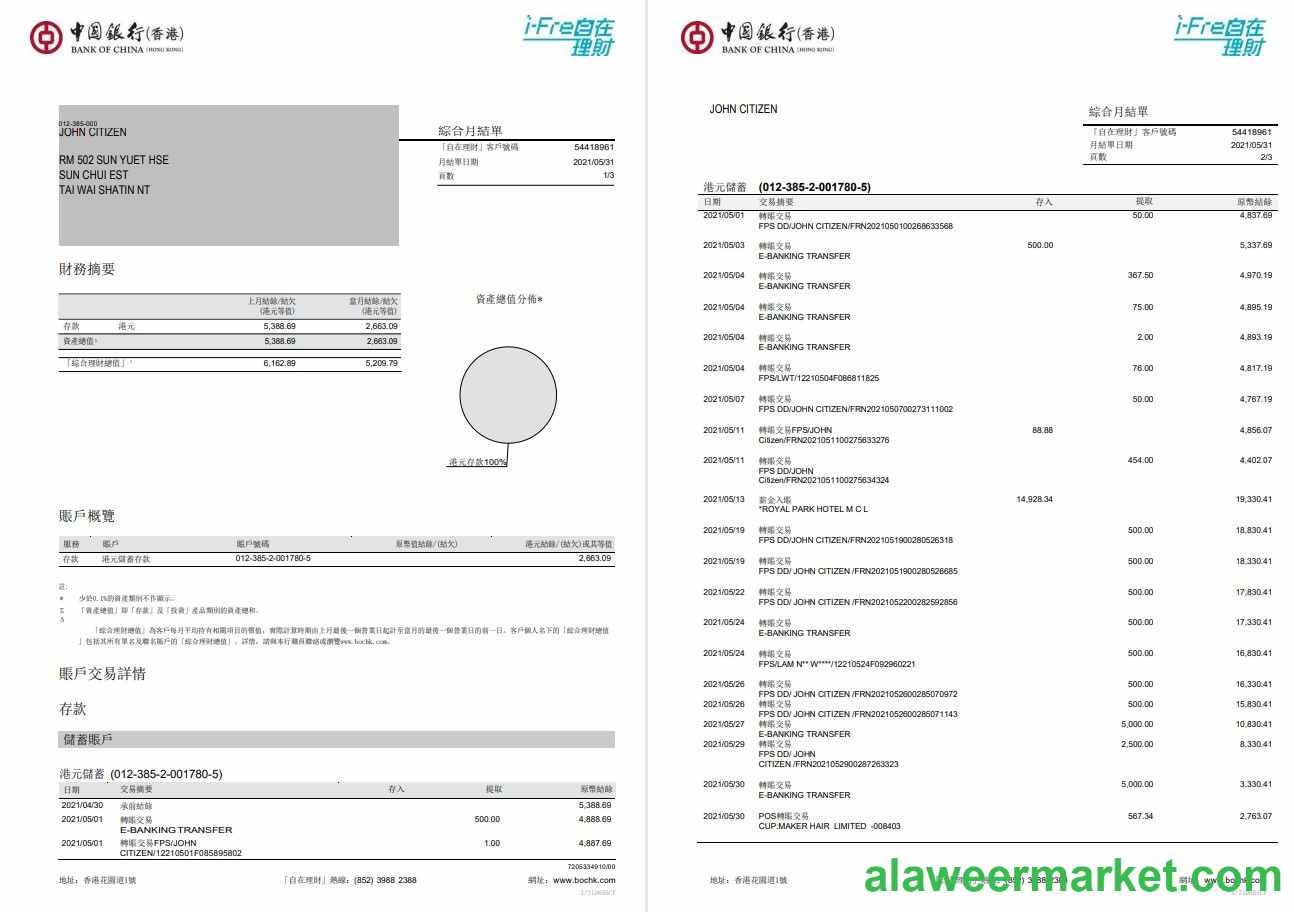 中國銀行(香港)
BANK OF CHINA (HONG KONG)
i-Free自在
理財
012-385-000
JOHN CITIZEN
RM 502 SUN YUET HSE
SUN CHUI EST
TAI WAI SHATIN NT
綜合月結單
「自在理財」客戶號碼 54418961
月結單日期 2021/05/31
頁數 1/3
財務摘要
上月結餘/結欠 當月結餘/結欠
(港元等值) (港元等值)
存款 港元 5,388.69 2,663.09
資產總值 5,388.69 2,663.09
「綜合理財總值」 6,162.89 5,209.79
資產總值分佈*
港元存款100%
賬戶概覽
服務 賬戶 賬戶號碼 原幣值結餘/(結欠) 港元結餘/(結欠)或其等值
存款 港元儲蓄存款 012-385-2-001780-5 2,663.09
註:
* 少於0.1%的資產類別不作顯示。
Σ 「資產總值」即「存款」及「投資」產品類別的資產總和。
Δ
「綜合理財總值」為客戶每月平均持有相關項目的價值，實際計算時期由上月最後一個營業日起計至當月的最後一個營業日的前一日。客戶個人名下的「綜合理財總值
」包括其所有單名及聯名賬戶的「綜合理財總值」。詳情，請與本行職員聯絡或瀏覽www.bochk.com。
賬戶交易詳情
存款
儲蓄賬戶
港元儲蓄 (012-385-2-001780-5)
日期 交易摘要 存入 提取 原幣結餘
2021/04/30 承前結餘 5,388.69
2021/05/01 轉賬交易 500.00 4,888.69
E-BANKING TRANSFER
2021/05/01 轉賬交易FPS/JOHN 1.00 4,887.69
CITIZEN/12210501F085895802
7205334910/00
地址：香港花園道1號 「自在理財」熱線：(852) 3988 2388 網址：www.bochk.com
中國銀行(香港)
BANK OF CHINA (HONG KONG)
i-Free自在
理財
JOHN CITIZEN
綜合月結單
「自在理財」客戶號碼 54418961
月結單日期 2021/05/31
頁數 2/3
港元儲蓄 (012-385-2-001780-5)
日期 交易摘要 存入 提取 原幣結餘
2021/05/01 轉賬交易 50.00 4,837.69
FPS DD/JOHN CITIZEN/FRN2021050100268633568
2021/05/03 轉賬交易 500.00 5,337.69
E-BANKING TRANSFER
2021/05/04 轉賬交易 367.50 4,970.19
E-BANKING TRANSFER
2021/05/04 轉賬交易 75.00 4,895.19
E-BANKING TRANSFER
2021/05/04 轉賬交易 2.00 4,893.19
E-BANKING TRANSFER
2021/05/04 轉賬交易 76.00 4,817.19
FPS/LWT/12210504F086811825
2021/05/07 轉賬交易 50.00 4,767.19
FPS DD/JOHN CITIZEN/FRN2021050700273111002
2021/05/11 轉賬交易FPS/JOHN 88.88 4,856.07
Citizen/FRN2021051100275633276
2021/05/11 轉賬交易 454.00 4,402.07
FPS DD/JOHN
Citizen/FRN2021051100275634324
2021/05/13 薪金入賬 14,928.34 19,330.41
*ROYAL PARK HOTEL M C L
2021/05/19 轉賬交易 500.00 18,830.41
FPS DD/JOHN CITIZEN/FRN2021051900280526318
2021/05/19 轉賬交易 500.00 18,330.41
FPS DD/ JOHN CITIZEN /FRN2021051900280526685
2021/05/22 轉賬交易 500.00 17,830.41
FPS DD/ JOHN CITIZEN /FRN2021052200282592856
2021/05/24 轉賬交易 500.00 17,330.41
E-BANKING TRANSFER
2021/05/24 轉賬交易 500.00 16,830.41
FPS/LAM N** W****/12210524F092960221
2021/05/26 轉賬交易 500.00 16,330.41
FPS DD/ JOHN CITIZEN /FRN2021052600285070972
2021/05/26 轉賬交易 500.00 15,830.41
FPS DD/ JOHN CITIZEN /FRN2021052600285071143
2021/05/27 轉賬交易 5,000.00 10,830.41
E-BANKING TRANSFER
2021/05/29 轉賬交易 2,500.00 8,330.41
FPS DD/ JOHN
CITIZEN /FRN2021052900287263323
2021/05/30 轉賬交易 5,000.00 3,330.41
E-BANKING TRANSFER
2021/05/30 POS轉賬交易 567.34 2,763.07
CUP:MAKER HAIR LIMITED -008403
地址：香港花園道1號
alaweermarket.com